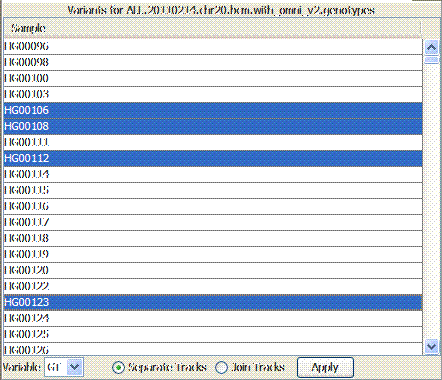 Variants for ALL.20110214.chr20.bcm.with_omni_v2.genotypes
Sample
HG00096
HG00098
HG00100
HG00103
HG00106
HG00108
HG00111
HG00112
HG00114
HG00115
HG00116
HG00117
HG00118
HG00119
HG00120
HG00122
HG00123
HG00124
HG00125
HG00126
Variable GT Separate Tracks Join Tracks Apply